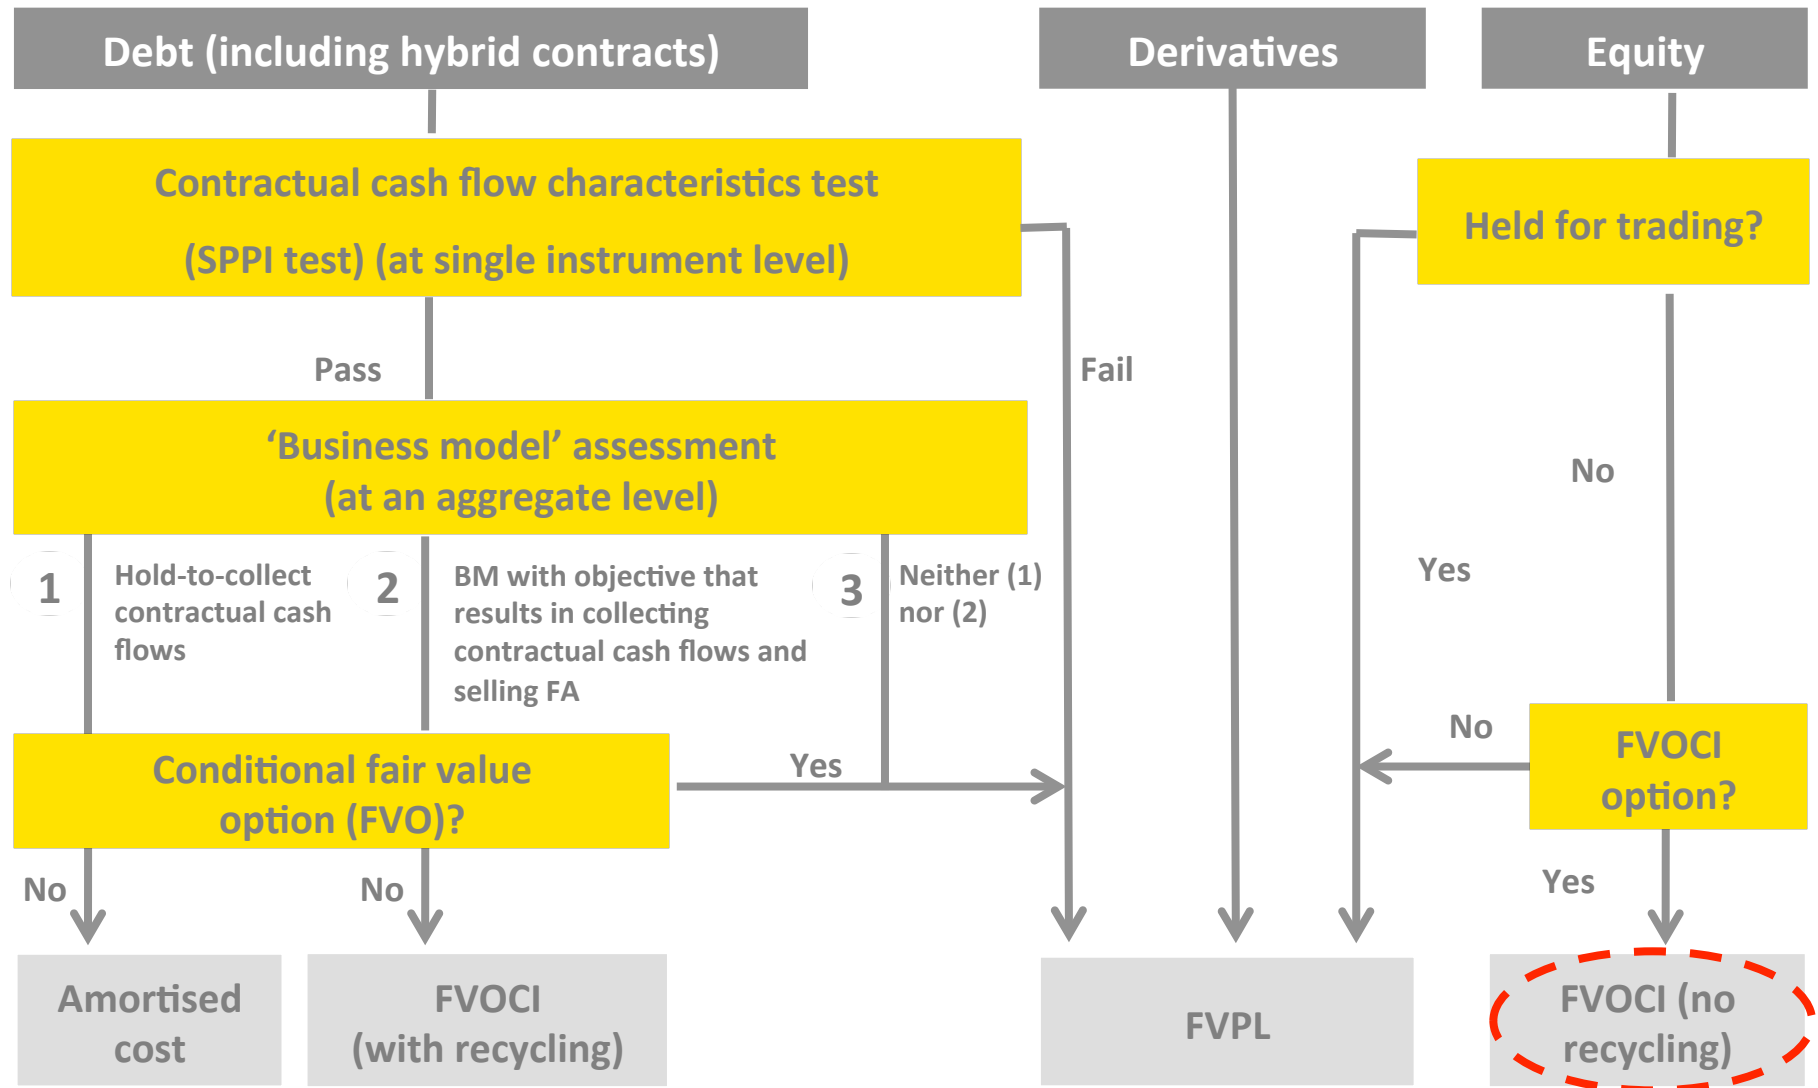 Debt (including hybrid contracts)
Derivatives
Equity
Contractual cash flow characteristics test
(SPPI test) (at single instrument level)
Held for trading?
Pass
Fail
‘Business model’ assessment
(at an aggregate level)
No
Yes
1
Hold-to-collect
contractual cash
flows
2
BM with objective that
results in collecting
contractual cash flows and
selling FA
3
Neither (1)
nor (2)
Conditional fair value
option (FVO)?
Yes
No
FVOCI
option?
No
No
Yes
Amortised
cost
FVOCI
(with recycling)
FVPL
FVOCI (no
recycling)